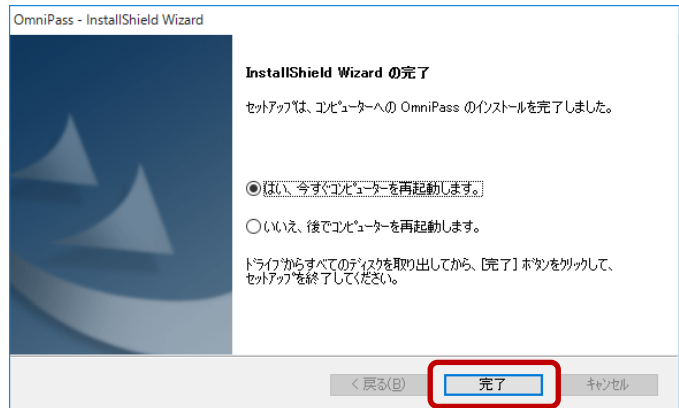 OmniPass - InstallShield Wizard
InstallShield Wizard の完了
セットアップは、コンピューターへの OmniPass のインストールを完了しました。
はい、今すぐコンピューターを再起動します。
いいえ、後でコンピューターを再起動します。
ドライブからすべてのディスクを取り出してから、[完了] ボタンをクリックして、
セットアップを終了してください。
< 戻る(B)
完了
キャンセル